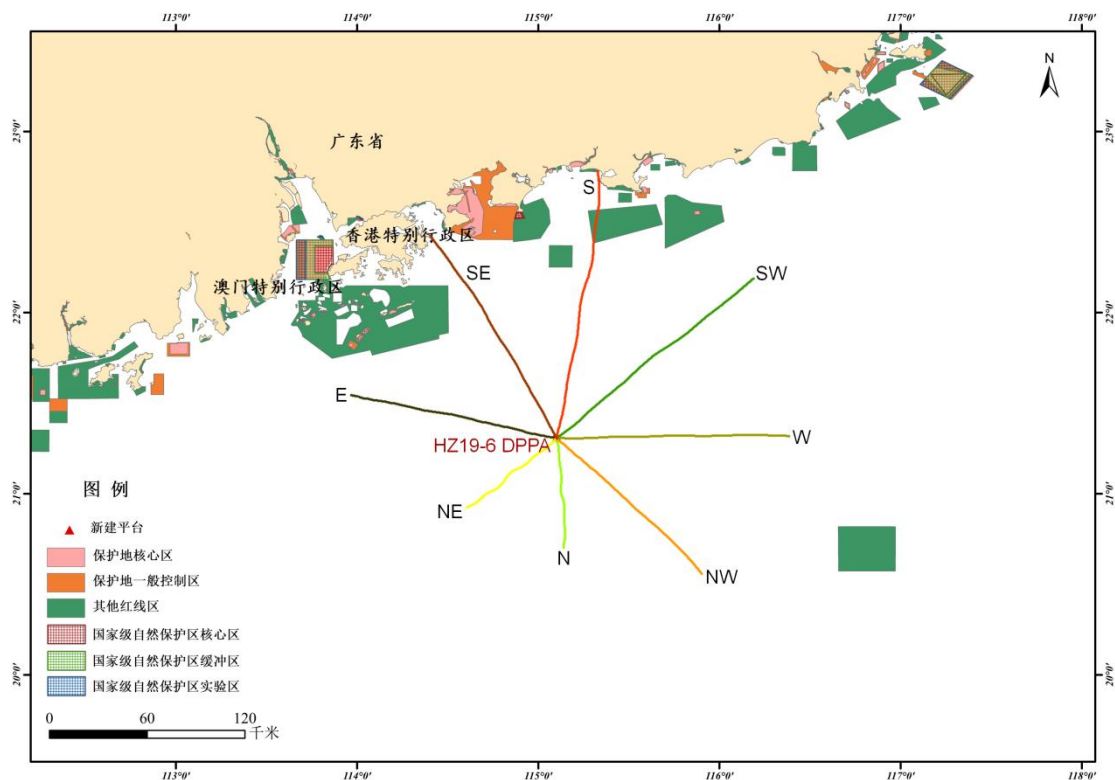 113°0′ 114°0′ 115°0′ 116°0′ 117°0′ 118°0′
N
23°0′ 23°0′
广东省
S
香港特别行政区
SE SW
澳门特别行政区
22°0′ 22°0′
E
W
HZ19-6 DPPA
21°0′ 21°0′
NE
N
NW
图 例
新建平台
保护地核心区
保护地一般控制区
其他红线区
国家级自然保护区核心区
国家级自然保护区缓冲区
国家级自然保护区实验区
20°0′ 20°0′
0 60 120
千米
113°0′ 114°0′ 115°0′ 116°0′ 117°0′ 118°0′